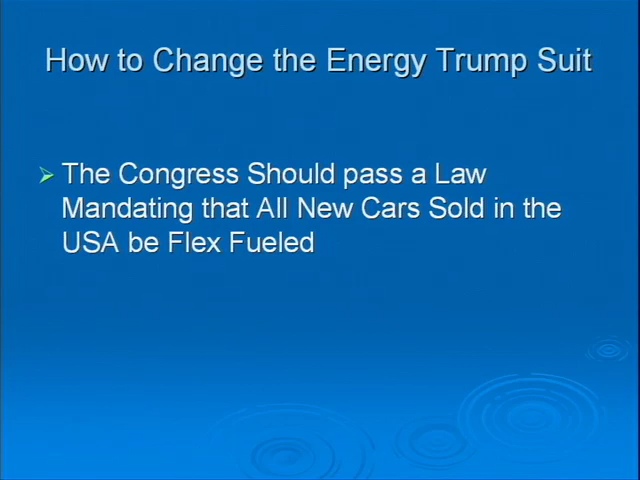 How to Change the Energy Trump Suit
The Congress Should pass a Law
Mandating that All New Cars Sold in the
USA be Flex Fueled